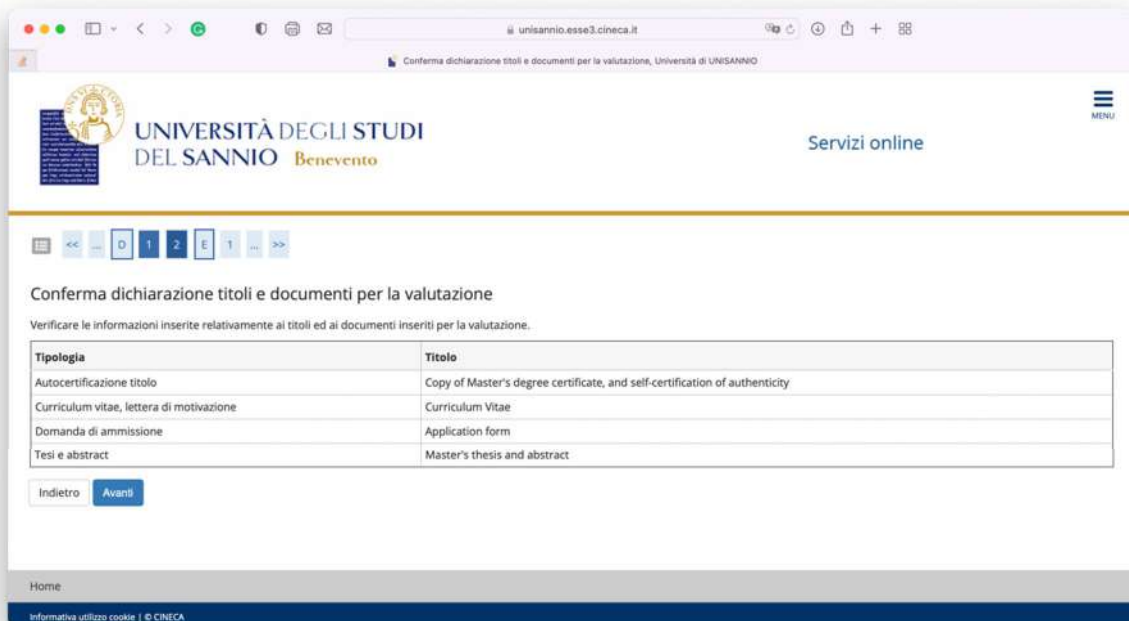 unisannio.esse3.cineca.it
Conferma dichiarazione titoli e documenti per la valutazione, Università di UNISANNIO
UNIVERSITÀ DEGLI STUDI
DEL SANNIO Benevento
Servizi online
MENU
<< ... D 1 2 E 1 ... >>
Conferma dichiarazione titoli e documenti per la valutazione
Verificare le informazioni inserite relativamente ai titoli ed ai documenti inseriti per la valutazione.
Tipologia Titolo
Autocertificazione titolo Copy of Master's degree certificate, and self-certification of authenticity
Curriculum vitae, lettera di motivazione Curriculum Vitae
Domanda di ammissione Application form
Tesi e abstract Master's thesis and abstract
Indietro Avanti
Home
Informativa utilizzo cookie | © CINECA